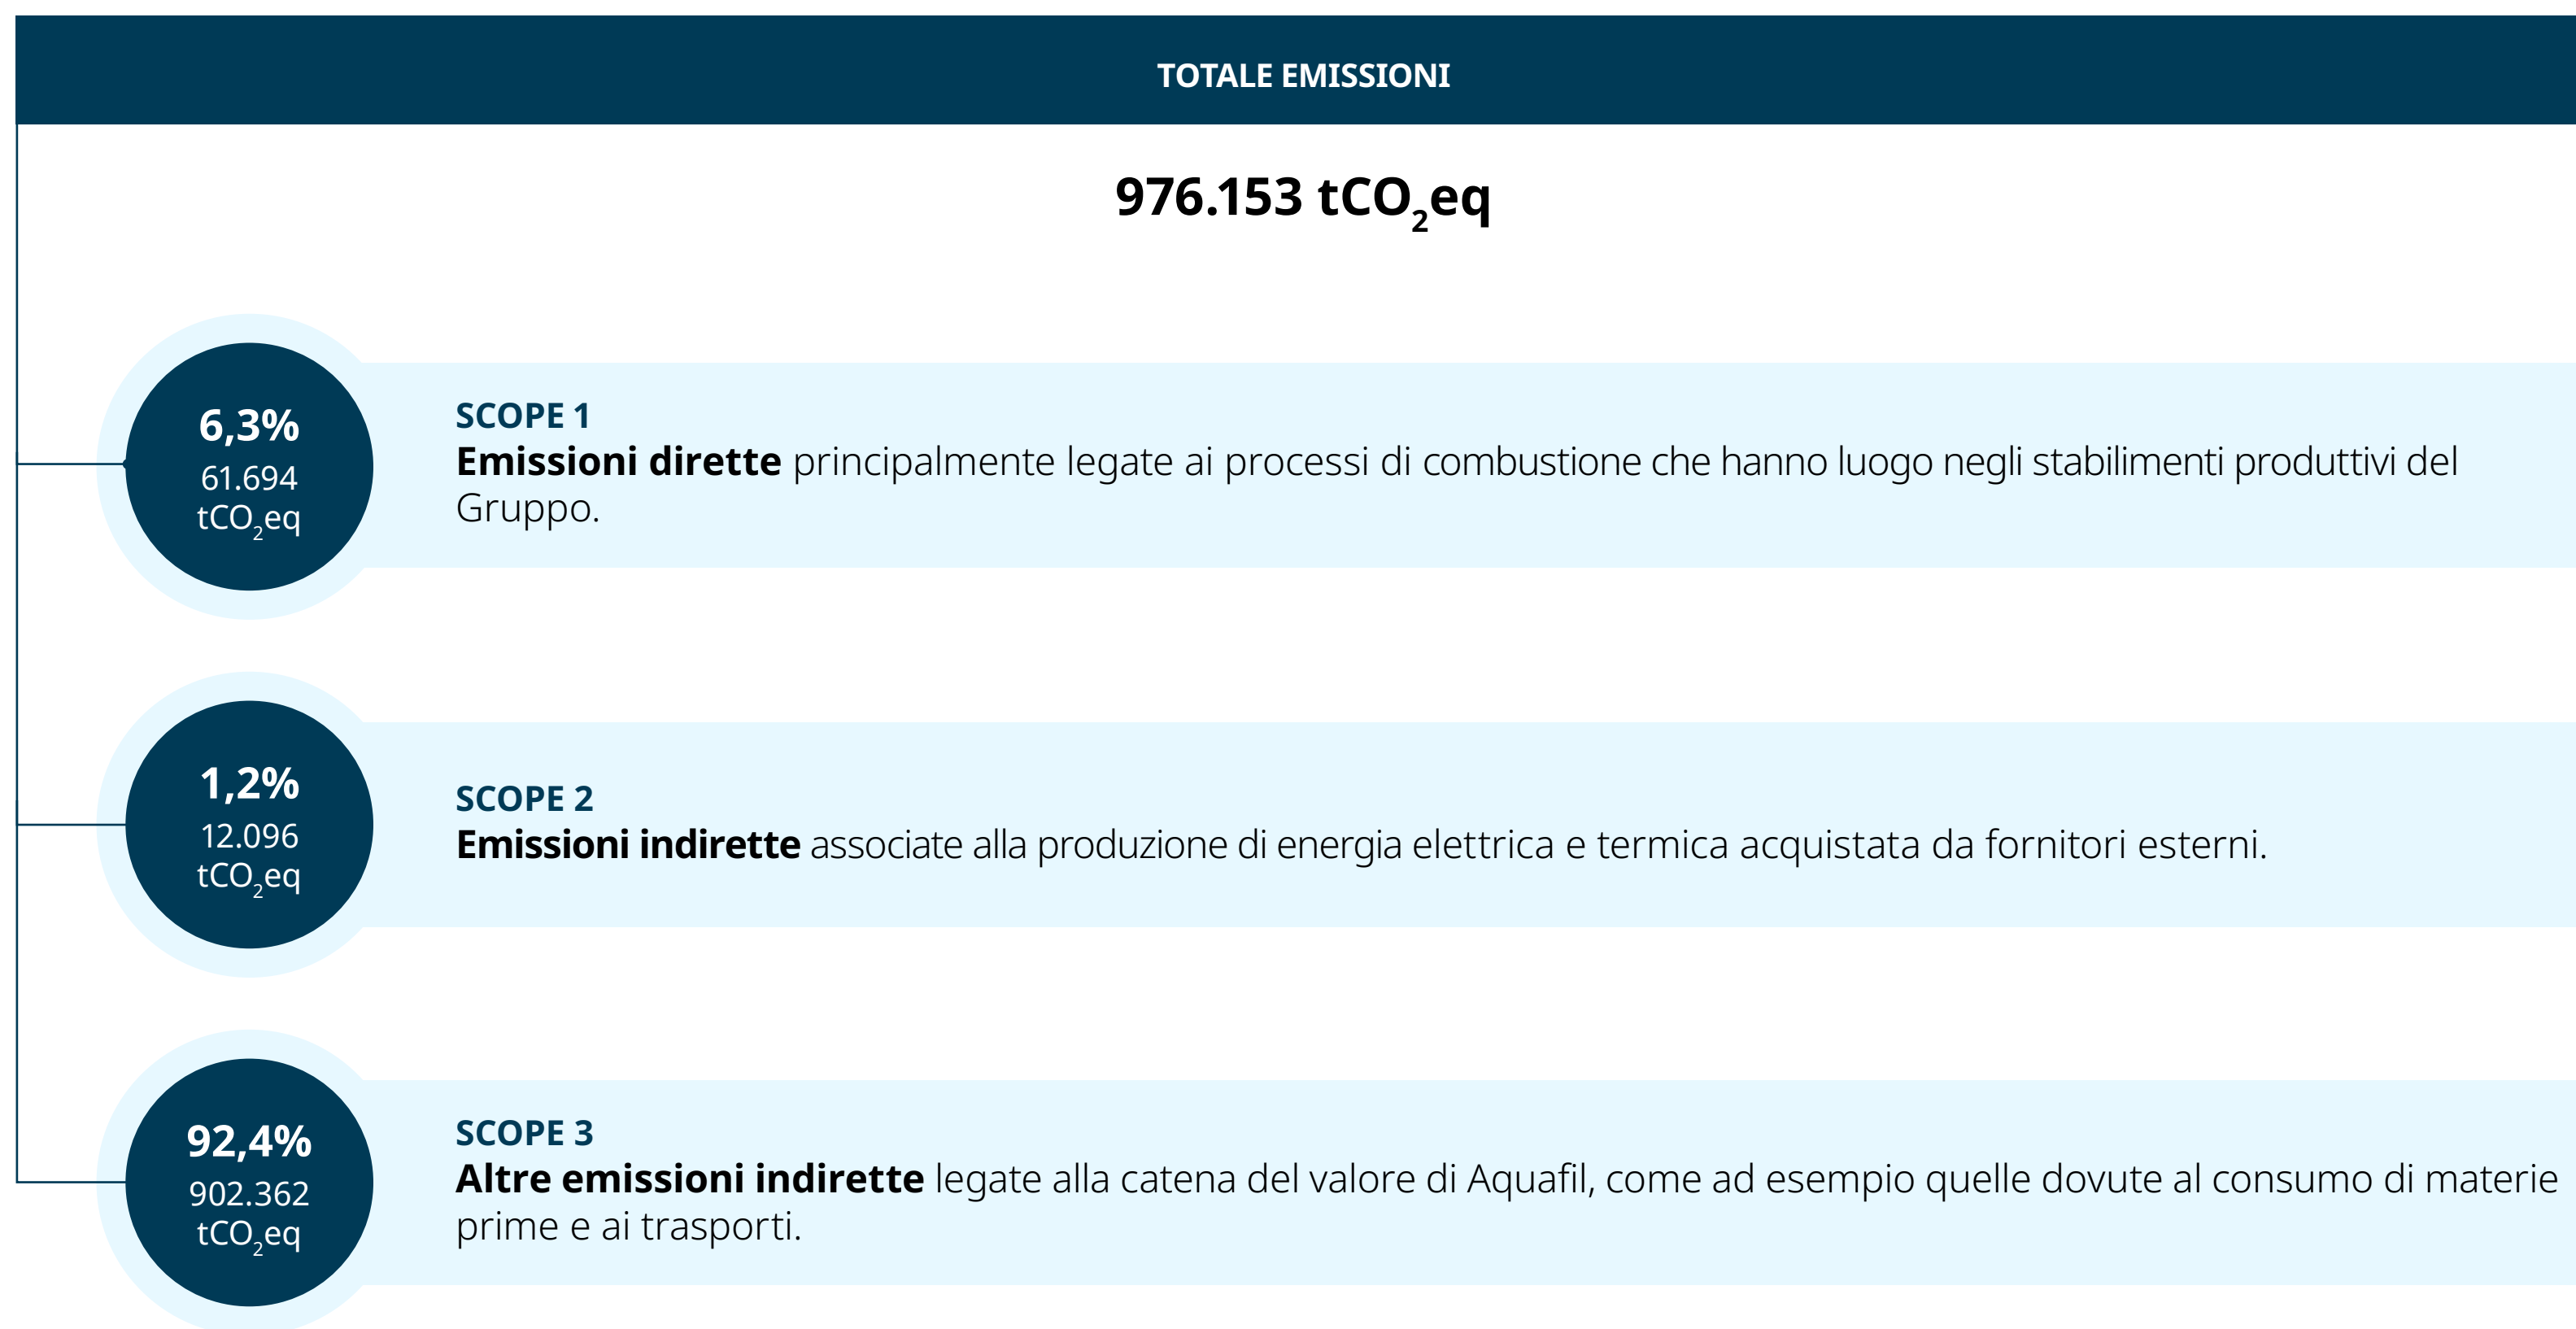 TOTALE EMISSIONI
976.153 tCO₂eq
6,3%
61.694
tCO₂eq
SCOPE 1
Emissioni dirette principalmente legate ai processi di combustione che hanno luogo negli stabilimenti produttivi del
Gruppo.
1,2%
12.096
tCO₂eq
SCOPE 2
Emissioni indirette associate alla produzione di energia elettrica e termica acquistata da fornitori esterni.
92,4%
902.362
tCO₂eq
SCOPE 3
Altre emissioni indirette legate alla catena del valore di Aquafil, come ad esempio quelle dovute al consumo di materie
prime e ai trasporti.